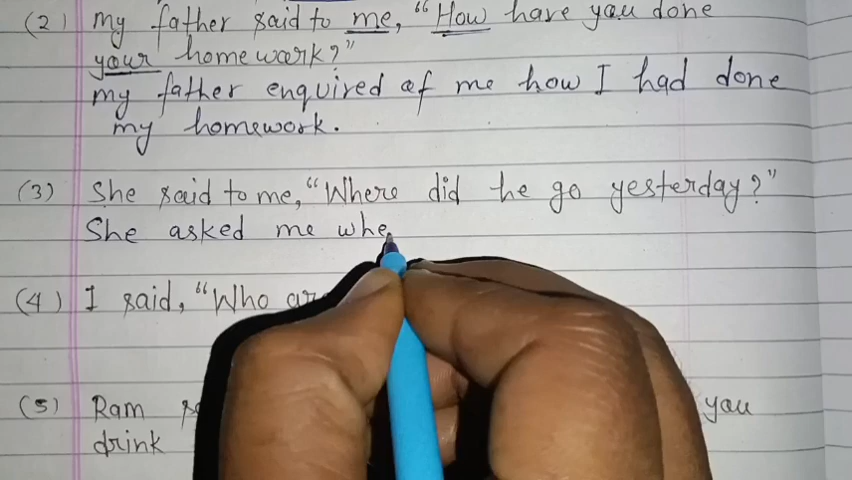 (2) my father said to me, "How have you done
your homework?"
my father enquired of me how I had done
my homework.
(3) She said to me, "Where did he go yesterday?"
She asked me whe
(4) I said, "Who
(5) Ram you
drink